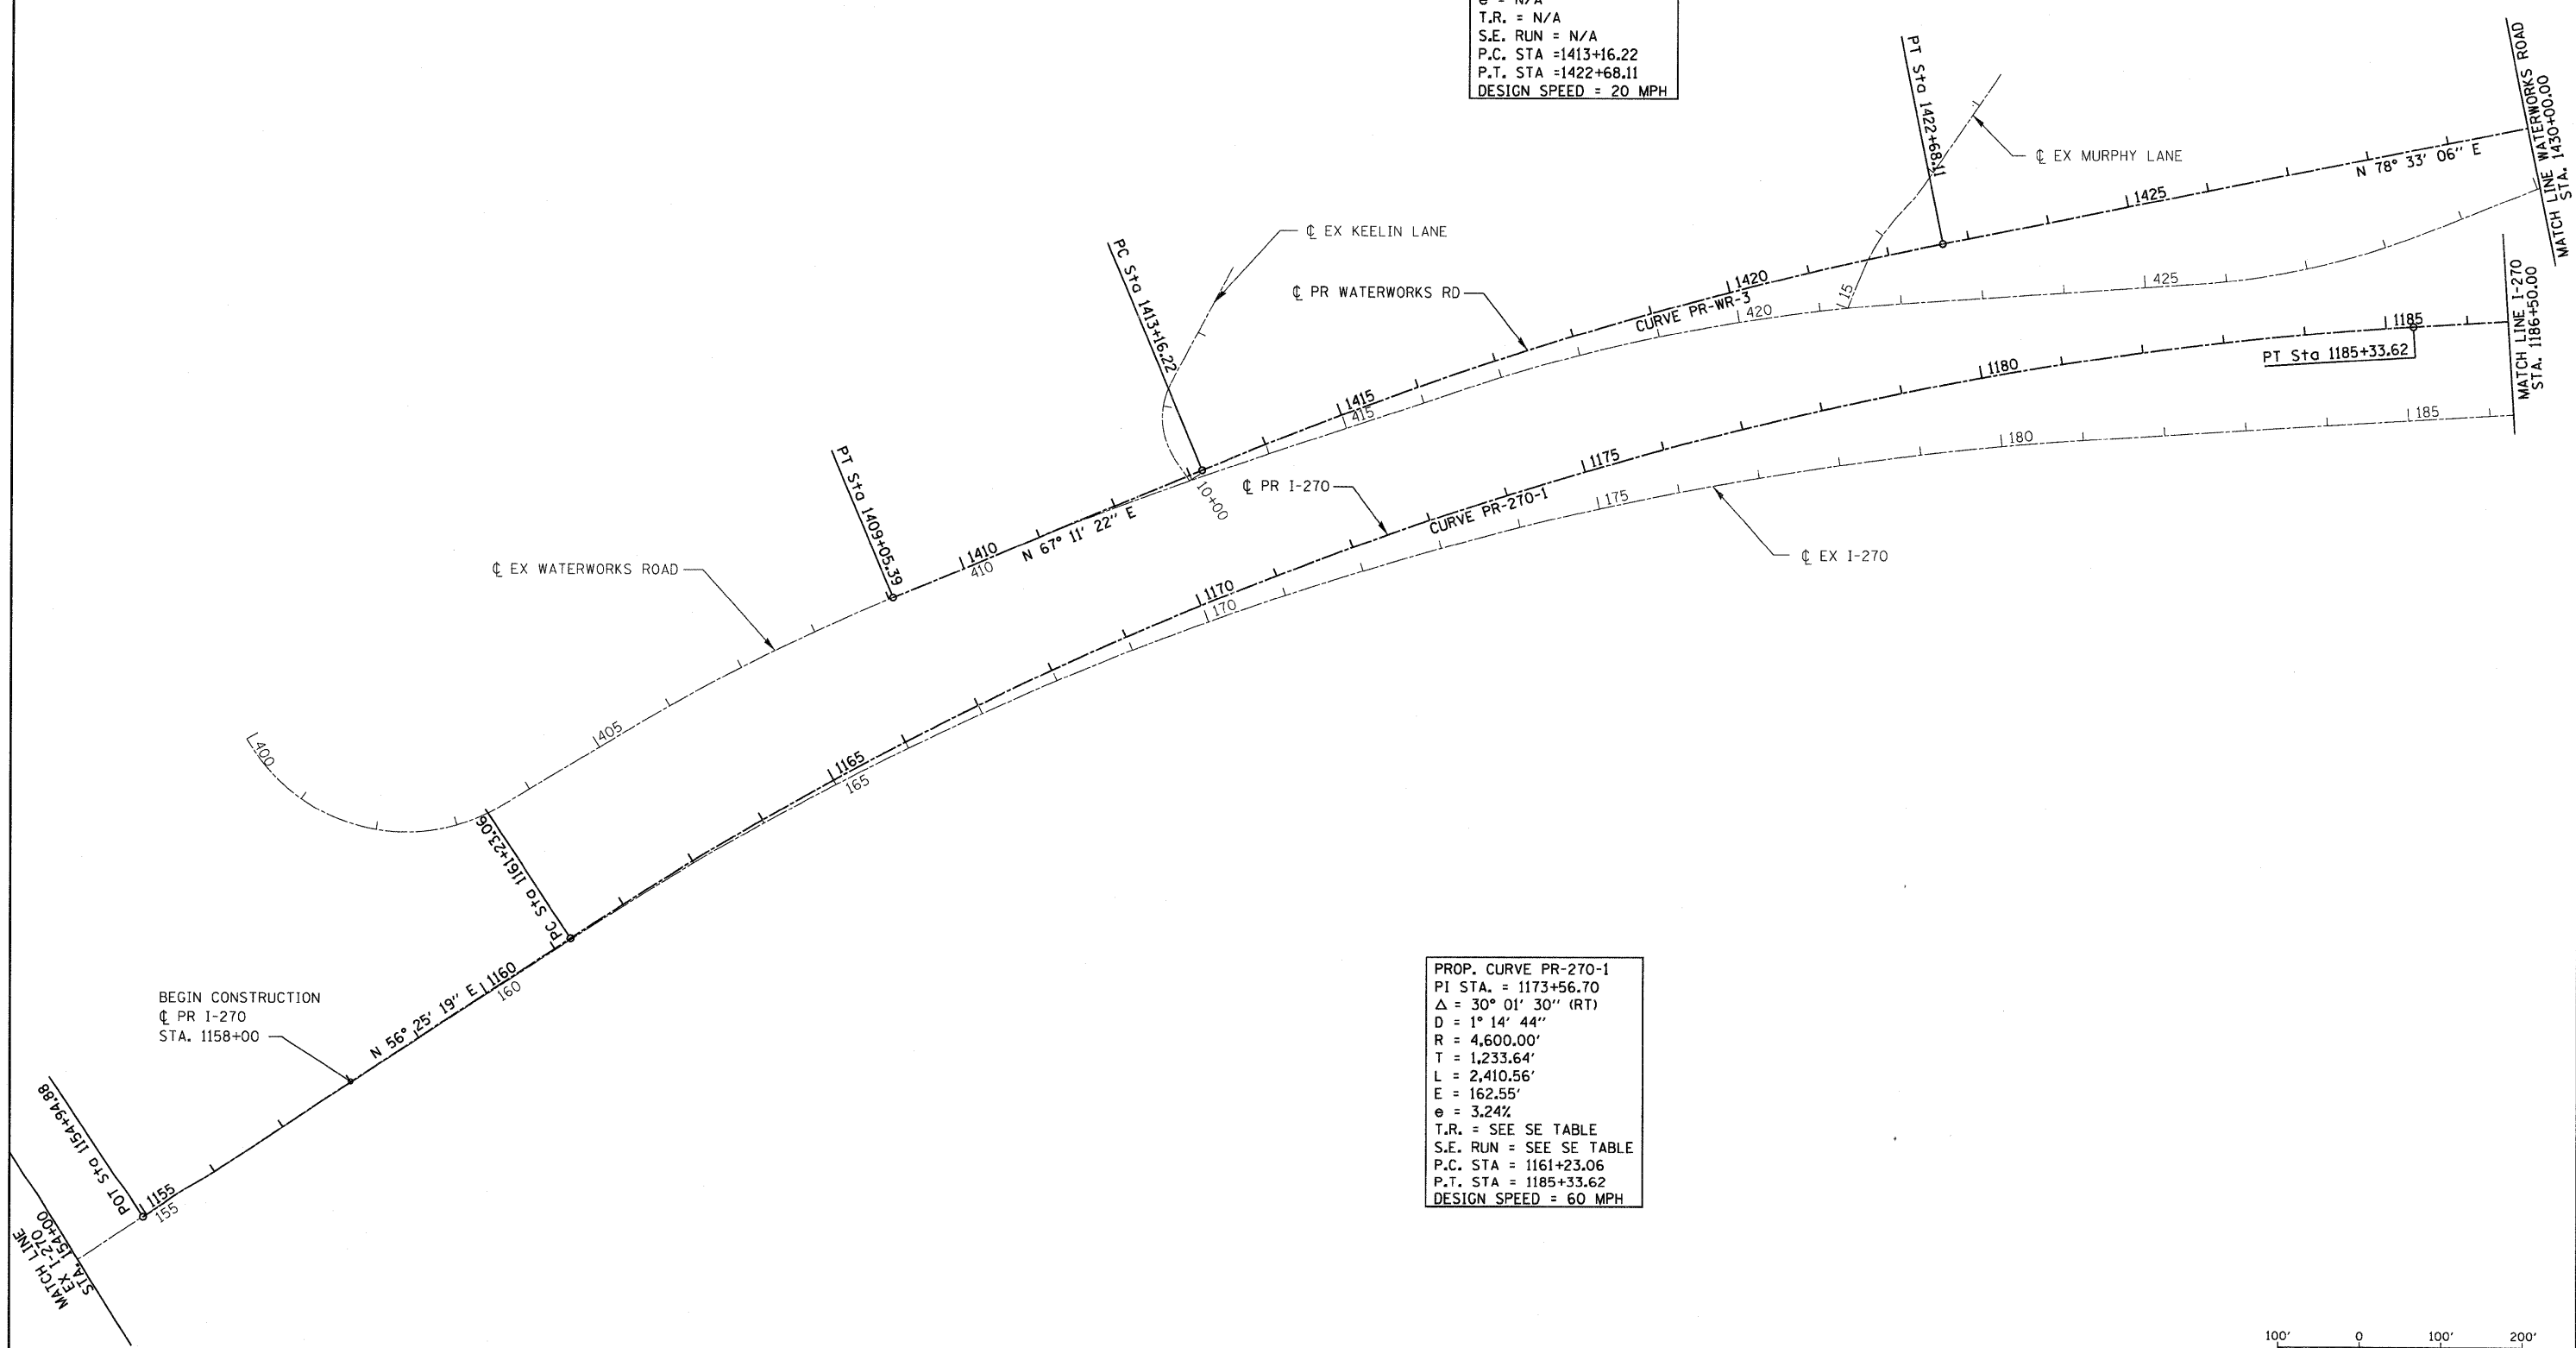 e = N/A
T.R. = N/A
S.E. RUN = N/A
P.C. STA =1413+16.22
P.T. STA =1422+68.11
DESIGN SPEED = 20 MPH
PT Sta 1422+68.11
℄ EX MURPHY LANE
MATCH LINE WATERWORKS ROAD
STA. 1430+00.00
N 78° 33' 06" E
1425
PC Sta 1413+16.22
℄ EX KEELIN LANE
℄ PR WATERWORKS RD
1420
CURVE PR-WR-3
420
15
425
MATCH LINE I-270
STA. 1186+50.00
1185
PT Sta 1185+33.62
1180
1415
415
185
180
PT Sta 1409+05.39
10+00
℄ PR I-270
1175
CURVE PR-270-1
175
℄ EX I-270
1410
410
N 67° 11' 22" E
℄ EX WATERWORKS ROAD
1170
170
405
400
1165
165
PC Sta 1161+23.06
1160
160
N 56° 25' 19" E
BEGIN CONSTRUCTION
℄ PR I-270
STA. 1158+00
PROP. CURVE PR-270-1
PI STA. = 1173+56.70
Δ = 30° 01' 30" (RT)
D = 1° 14' 44"
R = 4,600.00'
T = 1,233.64'
L = 2,410.56'
E = 162.55'
e = 3.24%
T.R. = SEE SE TABLE
S.E. RUN = SEE SE TABLE
P.C. STA = 1161+23.06
P.T. STA = 1185+33.62
DESIGN SPEED = 60 MPH
POT Sta 1154+94.88
1155
155
MATCH LINE
EX I-270
STA. 154+00
100' 0 100' 200'